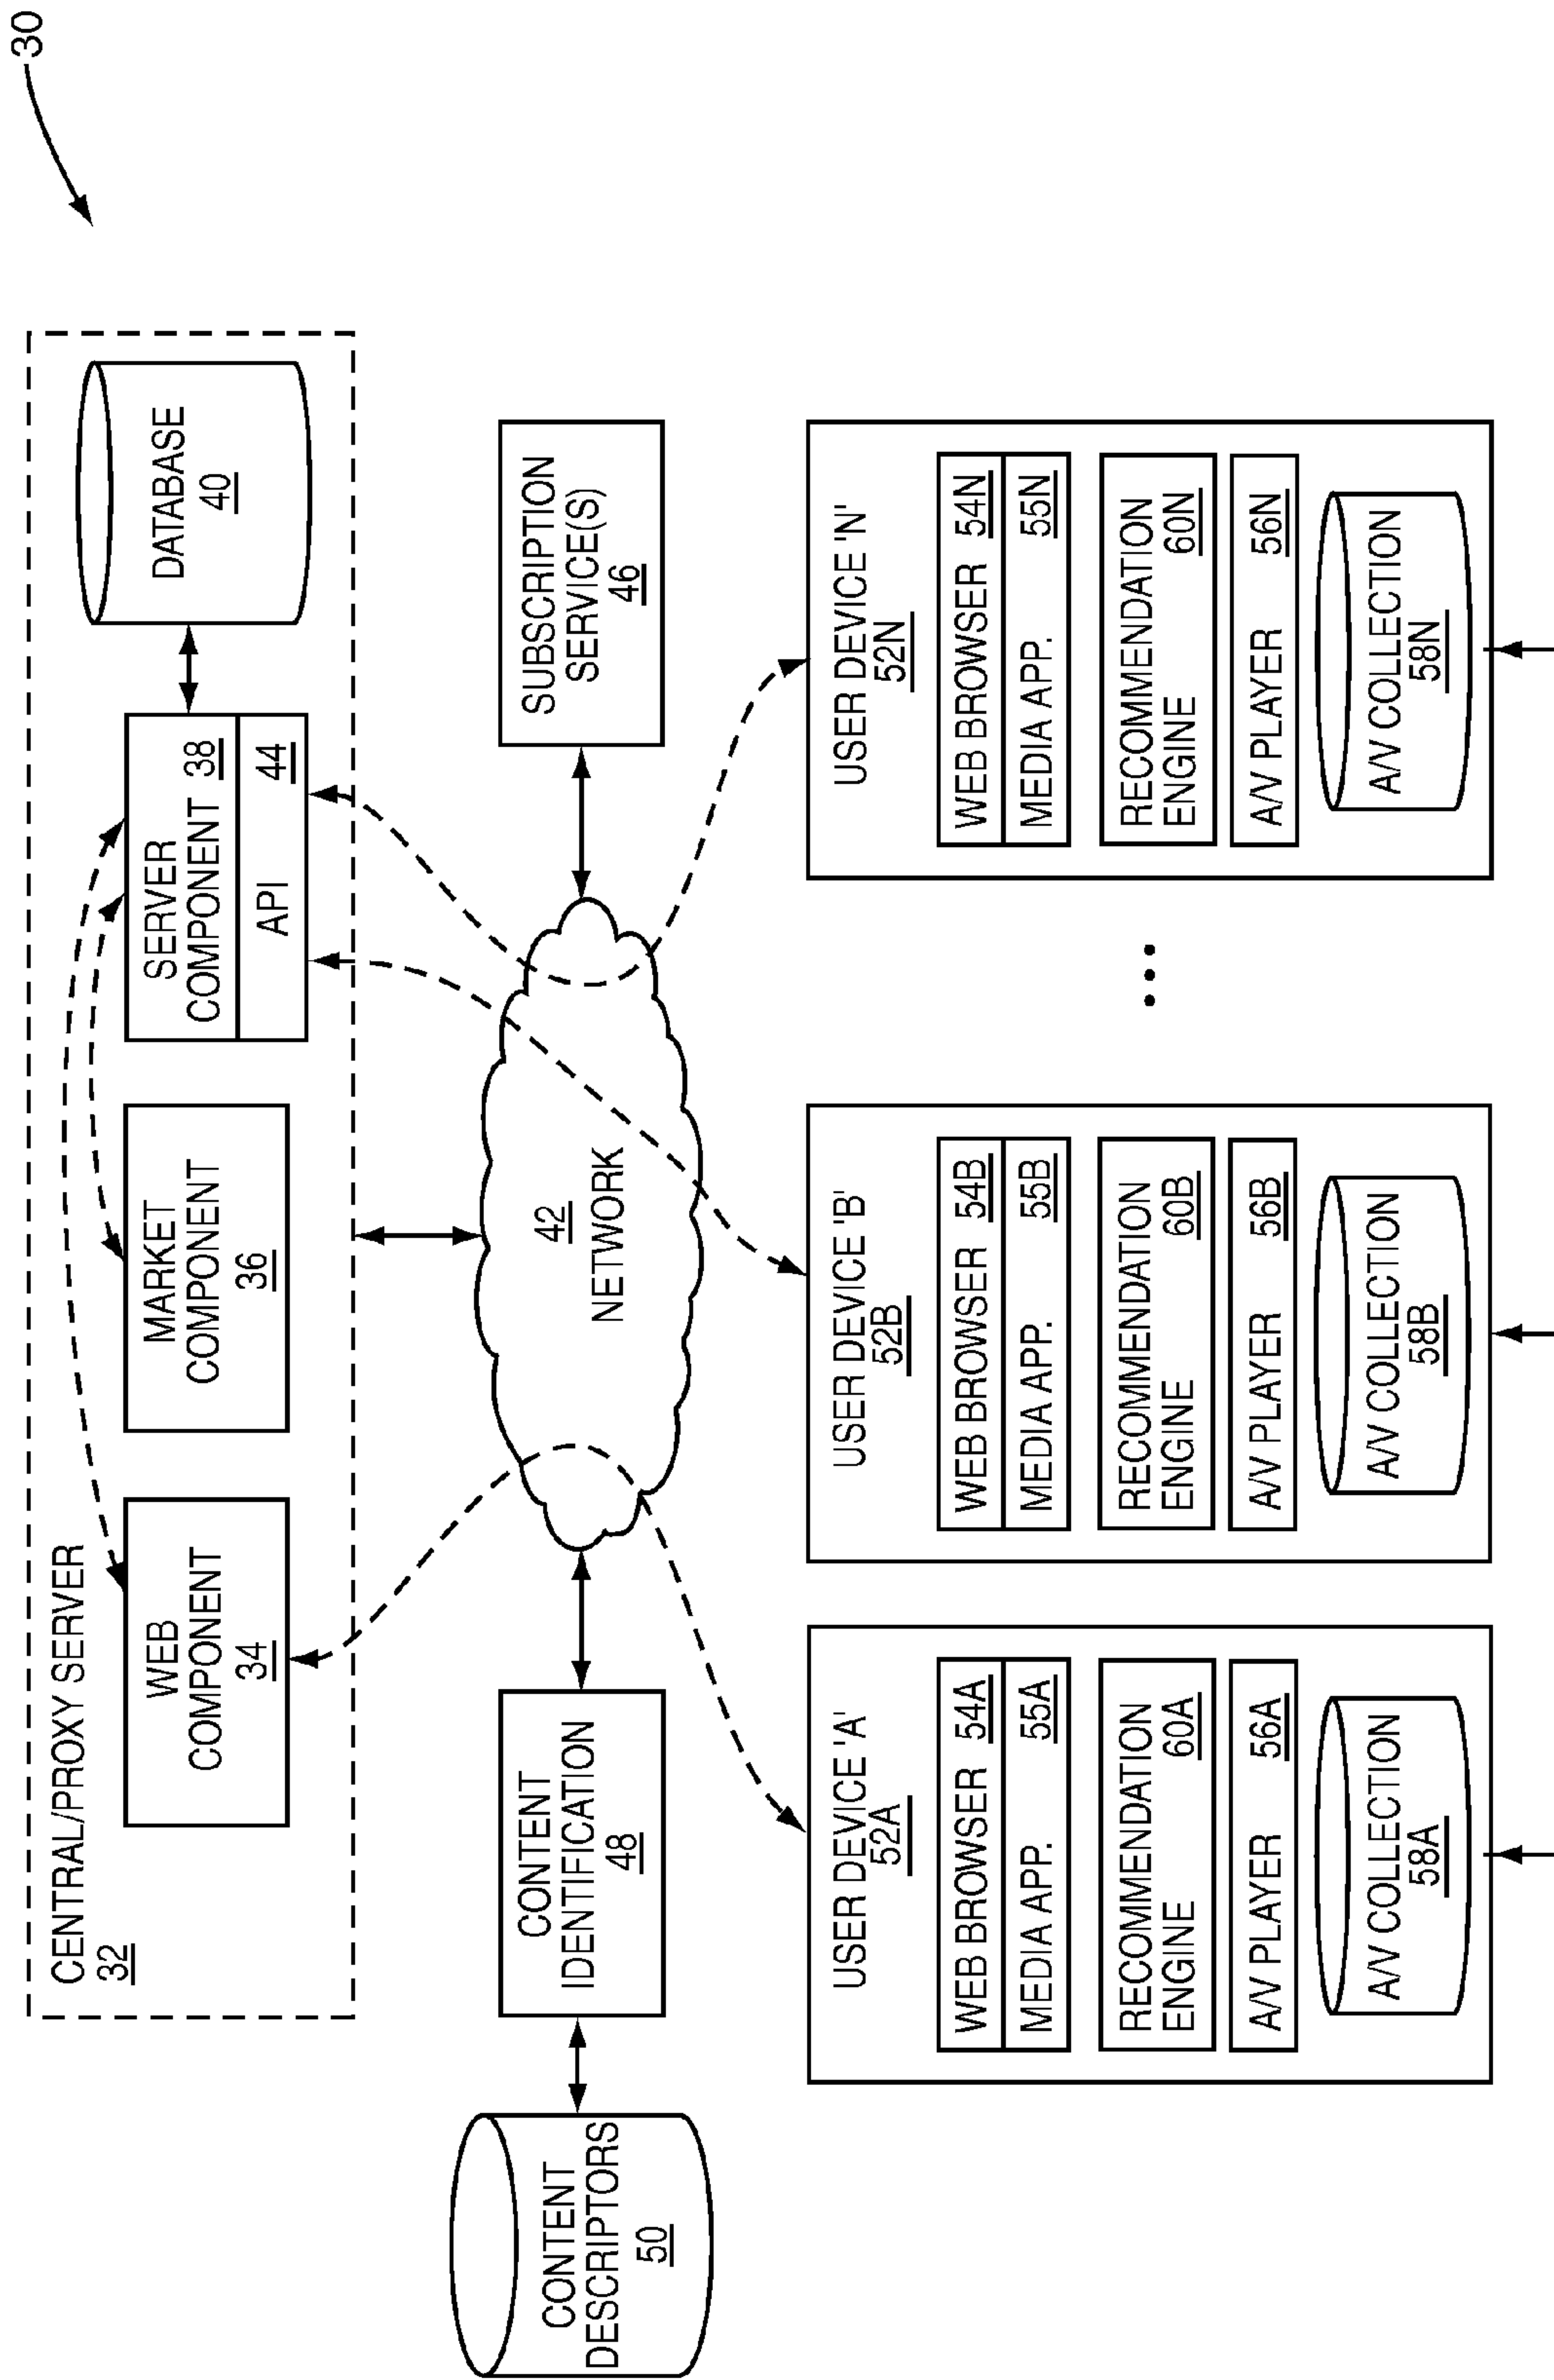 30
CENTRAL/PROXY SERVER
32
WEB
COMPONENT
34
MARKET
COMPONENT
36
SERVER
COMPONENT 38
API 44
DATABASE
40
CONTENT
DESCRIPTORS
50
CONTENT
IDENTIFICATION
48
42
NETWORK
SUBSCRIPTION
SERVICE(S)
46
USER DEVICE 'A'
52A
WEB BROWSER 54A
MEDIA APP. 55A
RECOMMENDATION
ENGINE 60A
A/V PLAYER 56A
A/V COLLECTION
58A
USER DEVICE 'B'
52B
WEB BROWSER 54B
MEDIA APP. 55B
RECOMMENDATION
ENGINE 60B
A/V PLAYER 56B
A/V COLLECTION
58B
...
USER DEVICE 'N'
52N
WEB BROWSER 54N
MEDIA APP. 55N
RECOMMENDATION
ENGINE 60N
A/V PLAYER 56N
A/V COLLECTION
58N